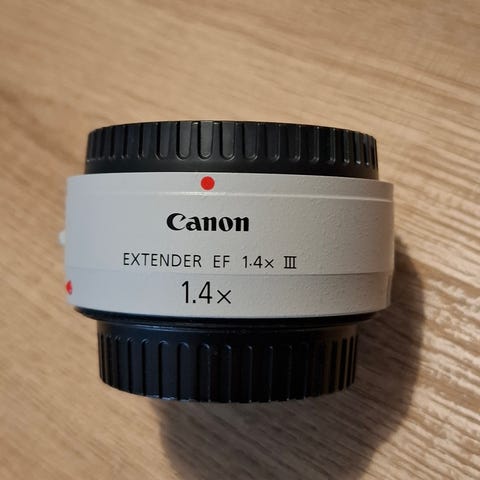 Canon
EXTENDER EF 1.4× III
1.4×